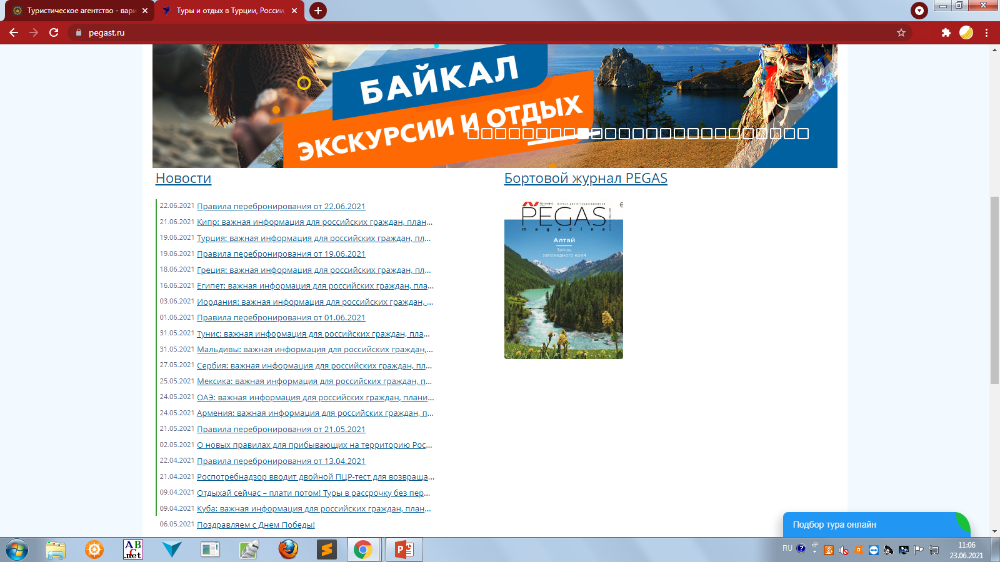 Туристическое агентство - вари
Туры и отдых в Турции, России,
pegast.ru
БАЙКАЛ
ЭКСКУРСИИ И ОТДЫХ
Новости
22.06.2021 Правила перебронирования от 22.06.2021
21.06.2021 Кипр: важная информация для российских граждан, план...
19.06.2021 Турция: важная информация для российских граждан, пл...
19.06.2021 Правила перебронирования от 19.06.2021
18.06.2021 Греция: важная информация для российских граждан, пл...
16.06.2021 Египет: важная информация для российских граждан, пла...
03.06.2021 Иордания: важная информация для российских граждан, ...
01.06.2021 Правила перебронирования от 01.06.2021
31.05.2021 Тунис: важная информация для российских граждан, пла...
31.05.2021 Мальдивы: важная информация для российских граждан,...
27.05.2021 Сербия: важная информация для российских граждан, пл...
25.05.2021 Мексика: важная информация для российских граждан, п...
24.05.2021 ОАЭ: важная информация для российских граждан, плани...
24.05.2021 Армения: важная информация для российских граждан, п...
21.05.2021 Правила перебронирования от 21.05.2021
02.05.2021 О новых правилах для прибывающих на территорию Рос...
22.04.2021 Правила перебронирования от 13.04.2021
21.04.2021 Роспотребнадзор вводит двойной ПЦР-тест для возвраща...
09.04.2021 Отдыхай сейчас – плати потом! Туры в рассрочку без пер...
09.04.2021 Куба: важная информация для российских граждан, план...
06.05.2021 Поздравляем с Днем Победы!
Бортовой журнал PEGAS
Nordwind
ЖУРНАЛ ДЛЯ ПУТЕШЕСТВЕННИКОВ
PEGAS
magazine
Алтай
Тайны
заповедного края
Подбор тура онлайн
ABC
.net
RU
11:06
23.06.2021